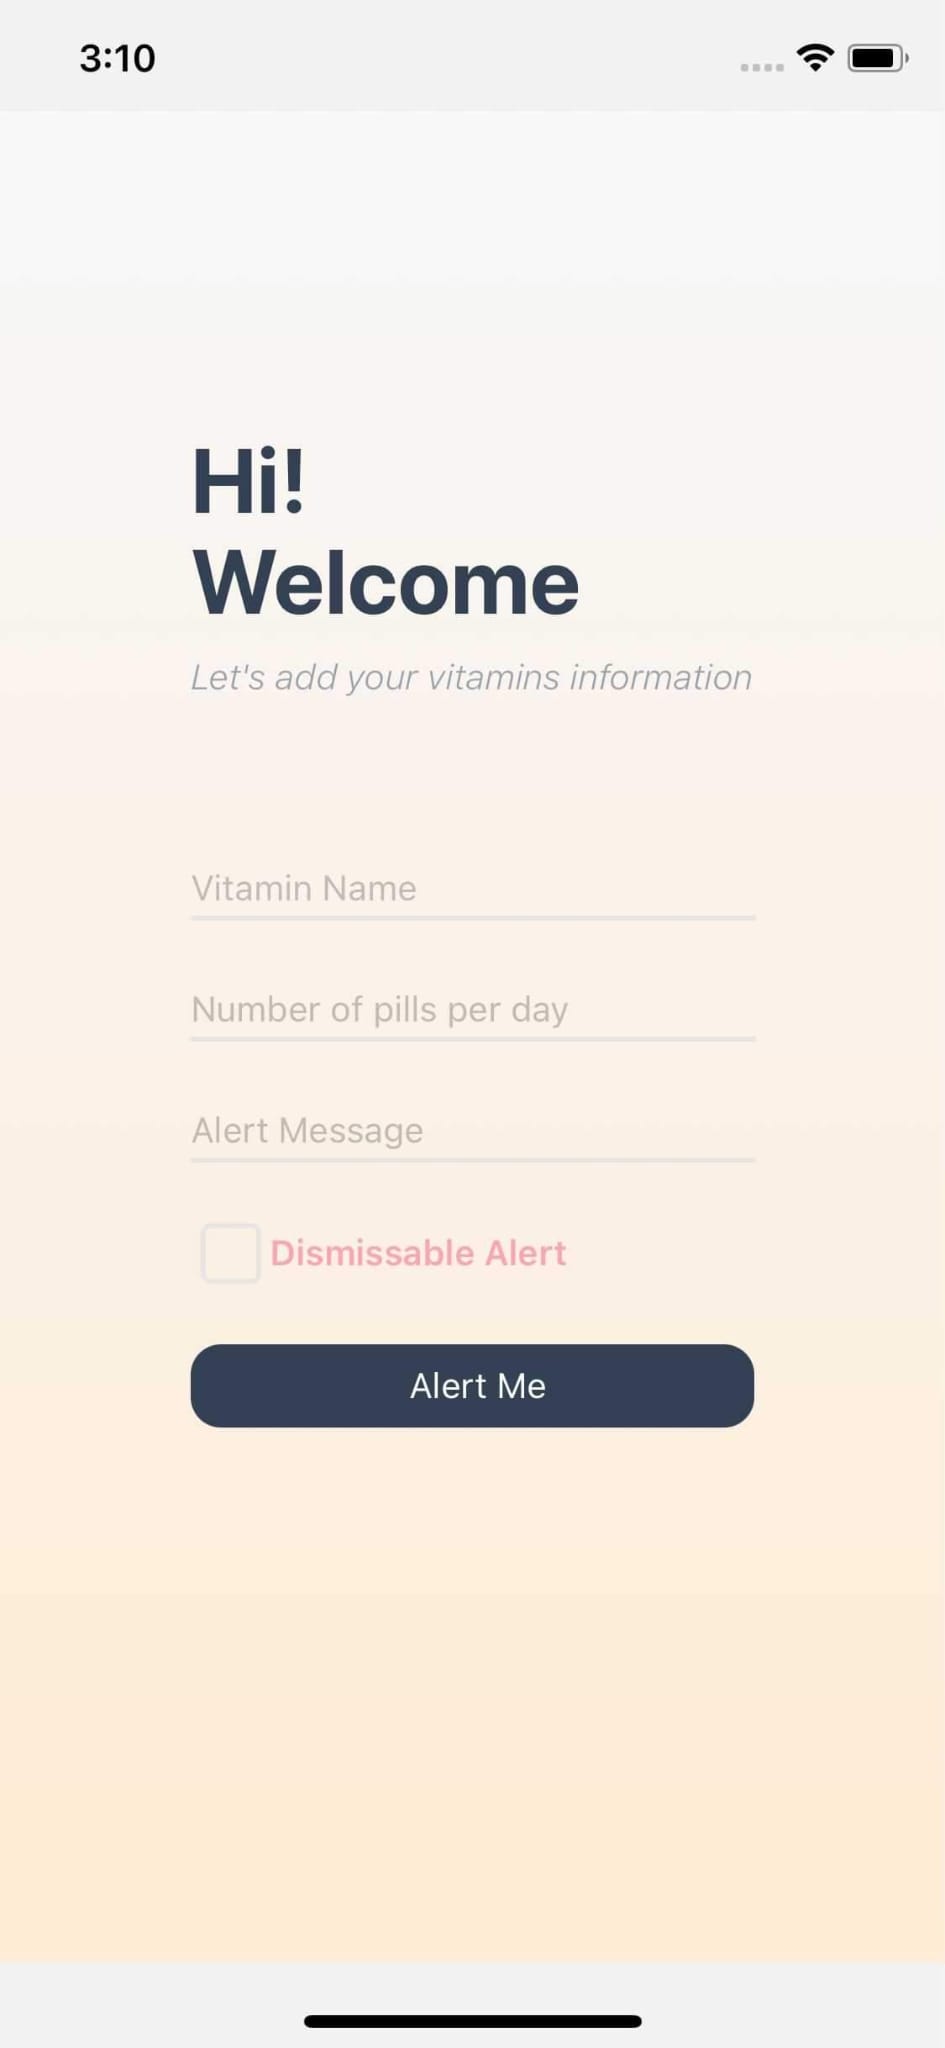 3:10
Hi!
Welcome
Let's add your vitamins information
Vitamin Name
Number of pills per day
Alert Message
Dismissable Alert
Alert Me